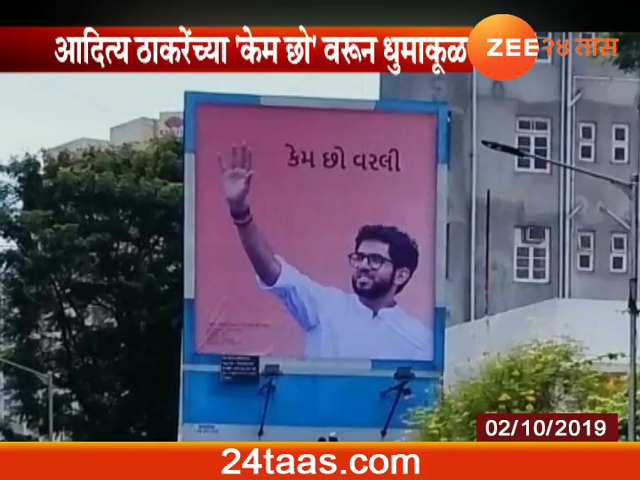 आदित्य ठाकरेंच्या 'केम छो' वरून धुमाकूळ
ZEE २४ तास
કેમ છો વરલી
02/10/2019
24taas.com